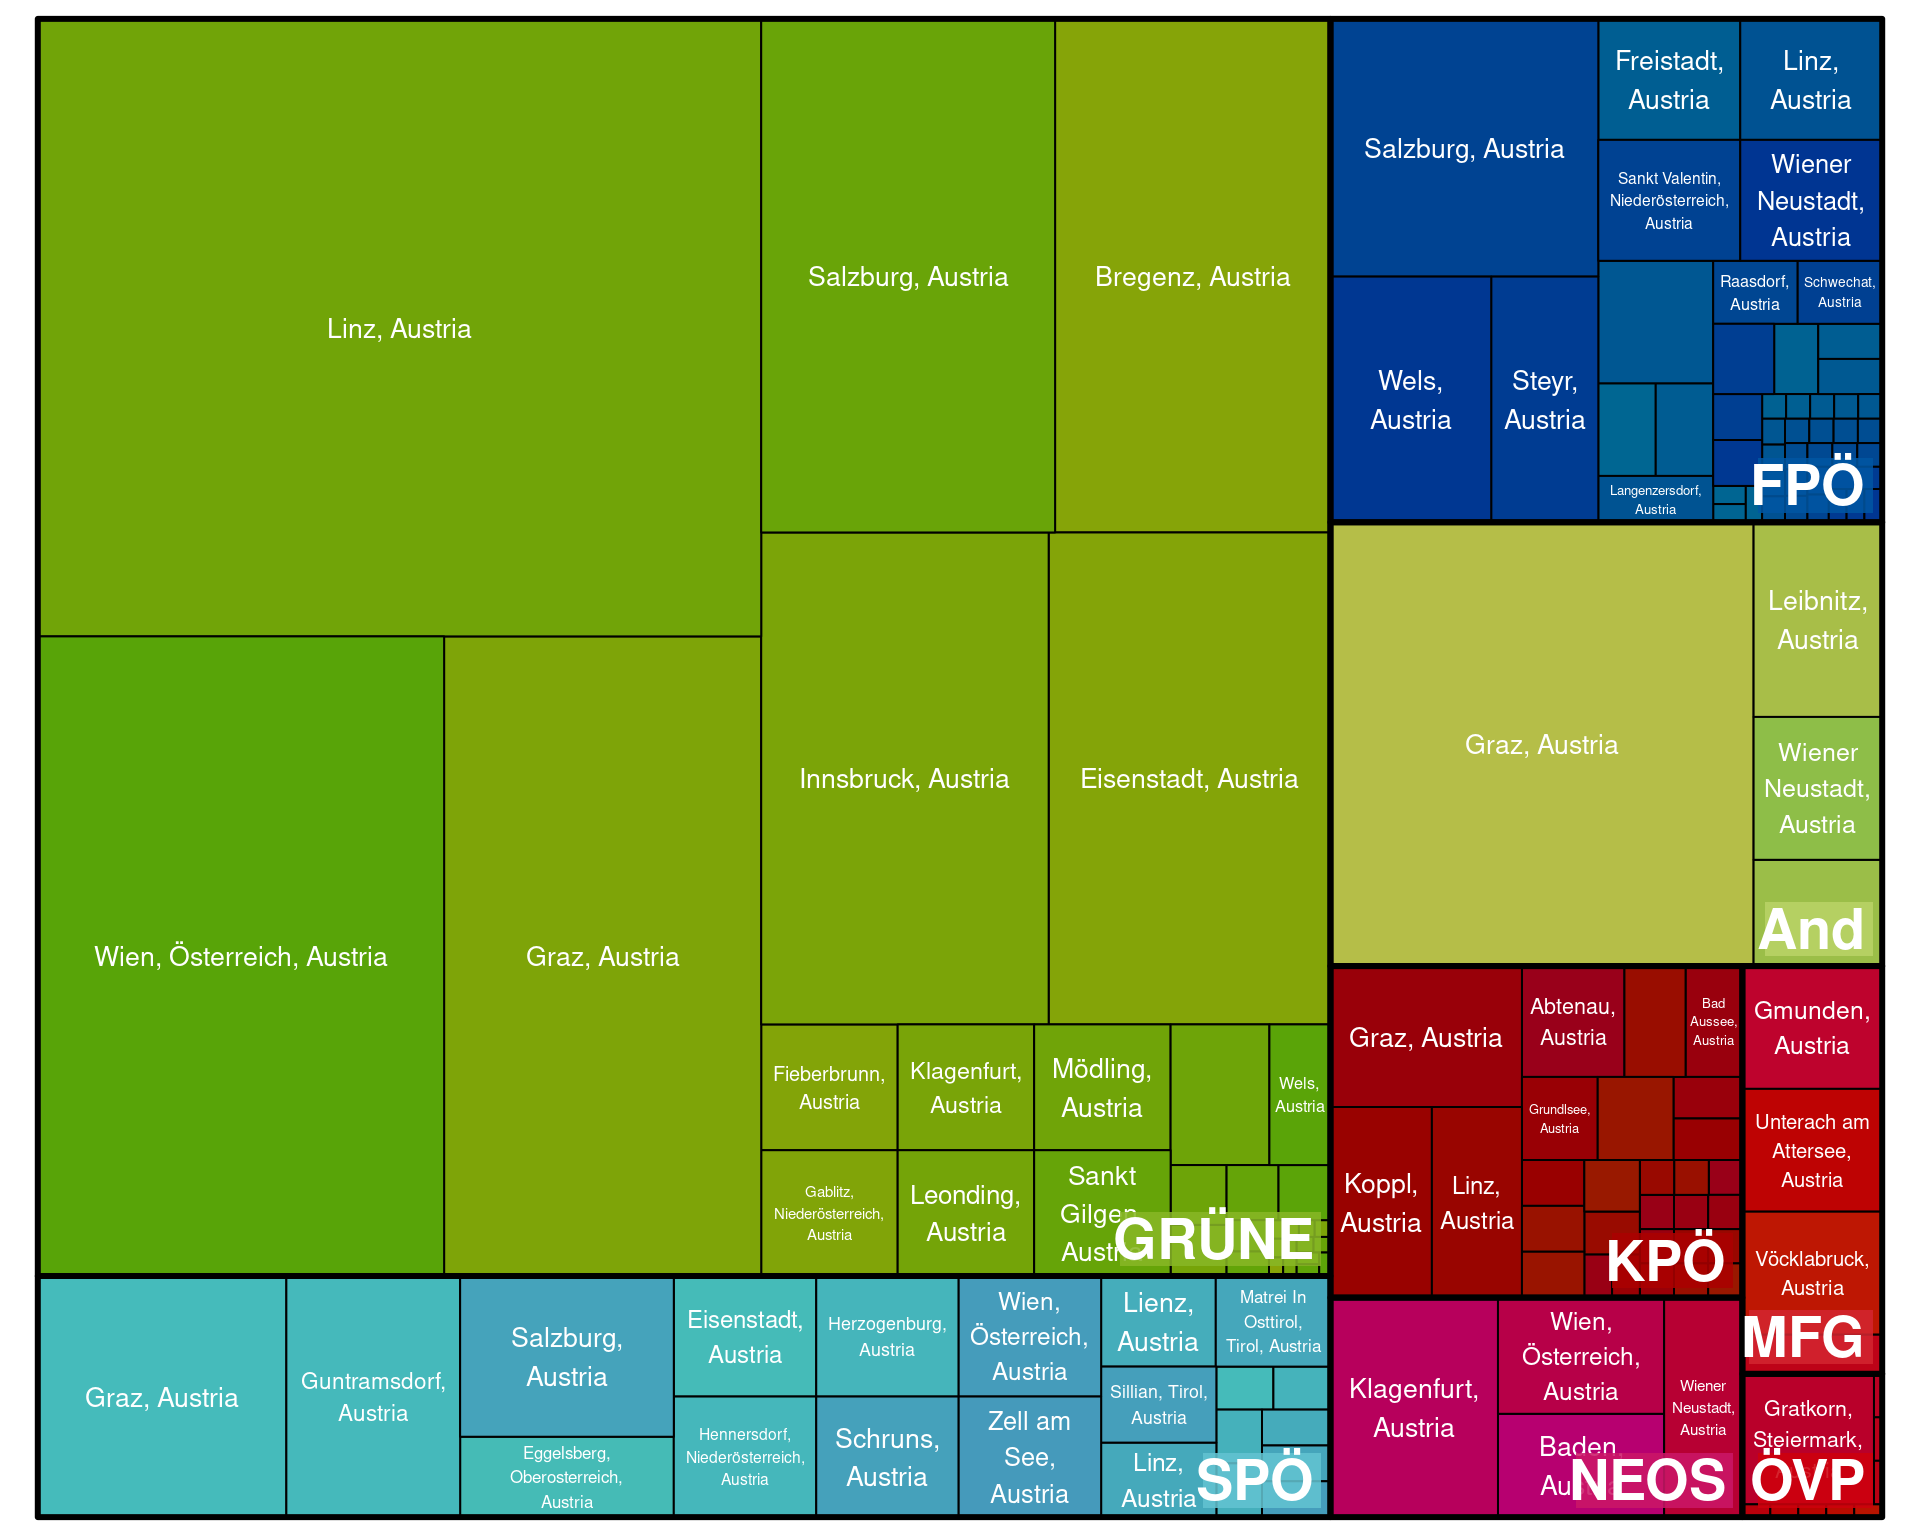 Linz, Austria
Salzburg, Austria
Bregenz, Austria
Wien, Österreich, Austria
Graz, Austria
Innsbruck, Austria
Eisenstadt, Austria
Fieberbrunn,
Austria
Klagenfurt,
Austria
Mödling,
Austria
Wels,
Austria
Gablitz,
Niederösterreich,
Austria
Leonding,
Austria
Sankt
Gilgen,
Austria
GRÜNE
Salzburg, Austria
Freistadt,
Austria
Linz,
Austria
Sankt Valentin,
Niederösterreich,
Austria
Wiener
Neustadt,
Austria
Wels,
Austria
Steyr,
Austria
Raasdorf,
Austria
Schwechat,
Austria
Langenzersdorf,
Austria
FPÖ
Graz, Austria
Leibnitz,
Austria
Wiener
Neustadt,
Austria
And
Graz, Austria
Abtenau,
Austria
Bad
Aussee,
Austria
Grundlsee,
Austria
Koppl,
Austria
Linz,
Austria
KPÖ
Gmunden,
Austria
Unterach am
Attersee,
Austria
Vöcklabruck,
Austria
MFG
Graz, Austria
Guntramsdorf,
Austria
Salzburg,
Austria
Eggelsberg,
Oberosterreich,
Austria
Eisenstadt,
Austria
Hennersdorf,
Niederösterreich,
Austria
Herzogenburg,
Austria
Schruns,
Austria
Wien,
Österreich,
Austria
Zell am
See,
Austria
Lienz,
Austria
Matrei In
Osttirol,
Tirol, Austria
Sillian, Tirol,
Austria
Linz,
Austria
SPÖ
Klagenfurt,
Austria
Wien,
Österreich,
Austria
Wiener
Neustadt,
Austria
Baden,
Austria
NEOS
Gratkorn,
Steiermark,
Austria
ÖVP